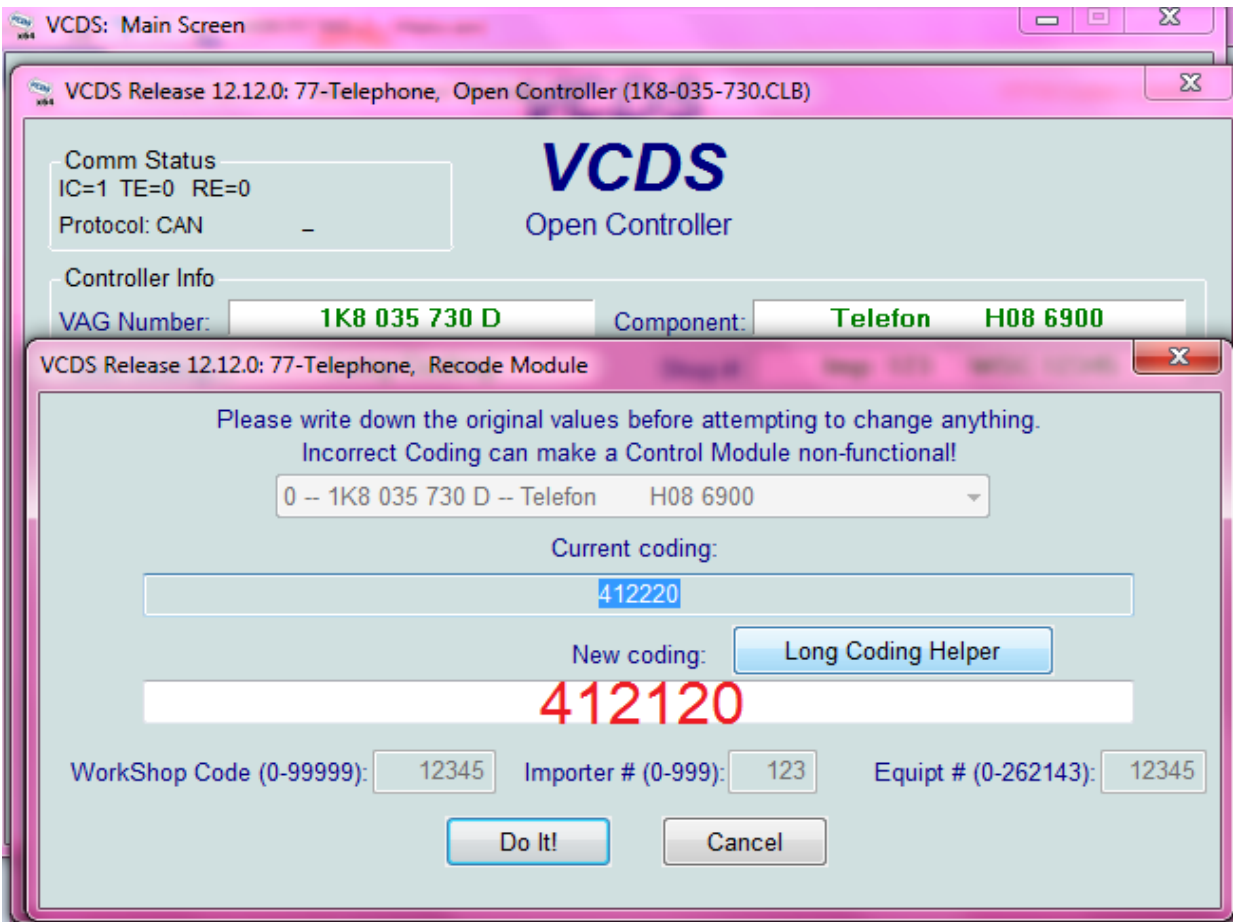 VCDS: Main Screen
VCDS Release 12.12.0: 77-Telephone, Open Controller (1K8-035-730.CLB)
Comm Status
IC=1 TE=0 RE=0
Protocol: CAN –
VCDS
Open Controller
Controller Info
VAG Number: 1K8 035 730 D Component: Telefon H08 6900
VCDS Release 12.12.0: 77-Telephone, Recode Module
Please write down the original values before attempting to change anything.
Incorrect Coding can make a Control Module non-functional!
0 -- 1K8 035 730 D -- Telefon H08 6900
Current coding:
412220
New coding: Long Coding Helper
412120
WorkShop Code (0-99999): 12345 Importer # (0-999): 123 Equipt # (0-262143): 12345
Do It! Cancel